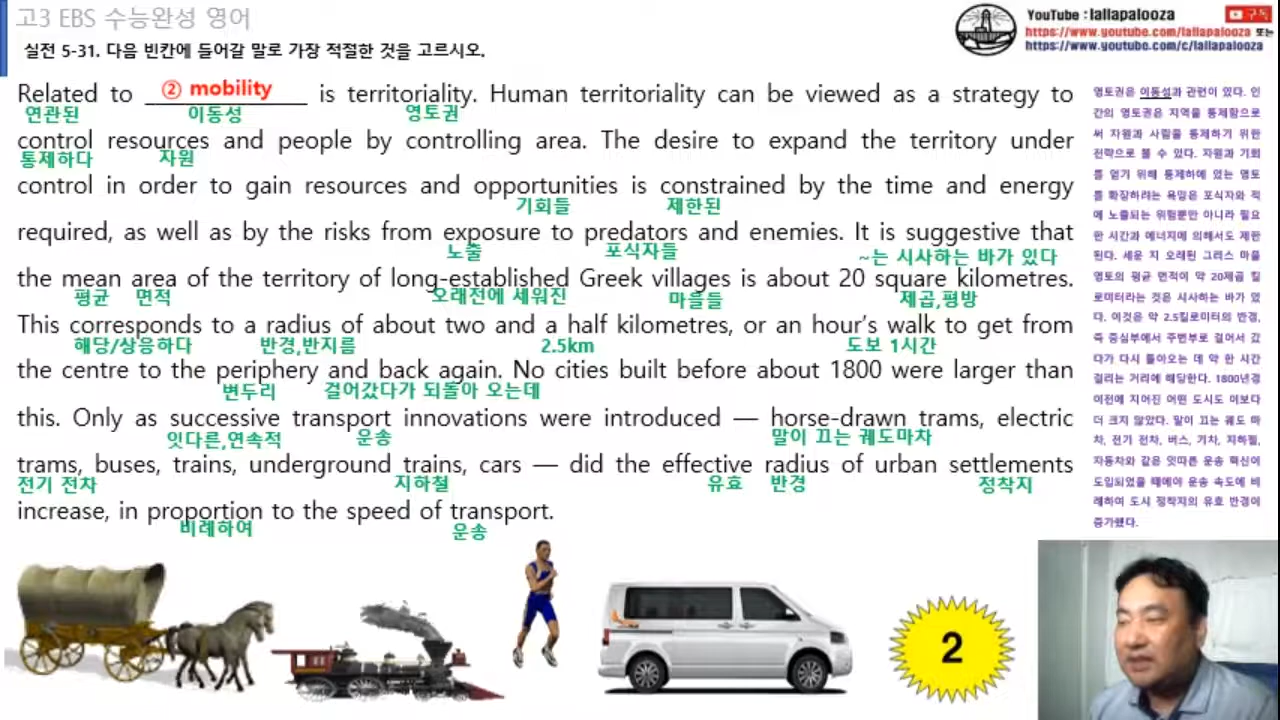 고3 EBS 수능완성 영어
YouTube : lallapalooza
구독
https://www.youtube.com/lallapalooza 또는
https://www.youtube.com/c/lallapalooza
실전 5-31. 다음 빈칸에 들어갈 말로 가장 적절한 것을 고르시오.
Related to ② mobility is territoriality. Human territoriality can be viewed as a strategy to
연관된 이동성 영토권
control resources and people by controlling area. The desire to expand the territory under
통제하다 자원
control in order to gain resources and opportunities is constrained by the time and energy
기회들 제한된
required, as well as by the risks from exposure to predators and enemies. It is suggestive that
노출 포식자들 ~는 시사하는 바가 있다
the mean area of the territory of long-established Greek villages is about 20 square kilometres.
평균 면적 오래전에 세워진 마을들 제곱,평방
This corresponds to a radius of about two and a half kilometres, or an hour's walk to get from
해당/상응하다 반경,반지름 2.5km 도보 1시간
the centre to the periphery and back again. No cities built before about 1800 were larger than
변두리 걸어갔다가 되돌아 오는데
this. Only as successive transport innovations were introduced — horse-drawn trams, electric
잇다른,연속적 운송 말이 끄는 궤도마차
trams, buses, trains, underground trains, cars — did the effective radius of urban settlements
전기 전차 지하철 유효 반경 정착지
increase, in proportion to the speed of transport.
비례하여 운송
영토권은 이동성과 관련이 있다. 인
간의 영토권은 지역을 통제함으로
써 자원과 사람을 통제하기 위한
전략으로 볼 수 있다. 자원과 기회
를 얻기 위해 통제하에 있는 영토
를 확장하려는 욕망은 포식자와 적
에 노출되는 위험뿐만 아니라 필요
한 시간과 에너지에 의해서도 제한
된다. 세운 지 오래된 그리스 마을
영토의 평균 면적이 약 20제곱 킬
로미터라는 것은 시사하는 바가 있
다. 이것은 약 2.5킬로미터의 반경,
즉 중심부에서 주변부로 걸어서 갔
다가 다시 돌아오는 데 약 한 시간
걸리는 거리에 해당한다. 1800년경
이전에 지어진 어떤 도시도 이보다
더 크지 않았다. 말이 끄는 궤도 마
차, 전기 전차, 버스, 기차, 지하철,
자동차와 같은 잇따른 운송 혁신이
도입되었을 때에야 운송 속도에 비
례하여 도시 정착지의 유효 반경이
증가했다.
2